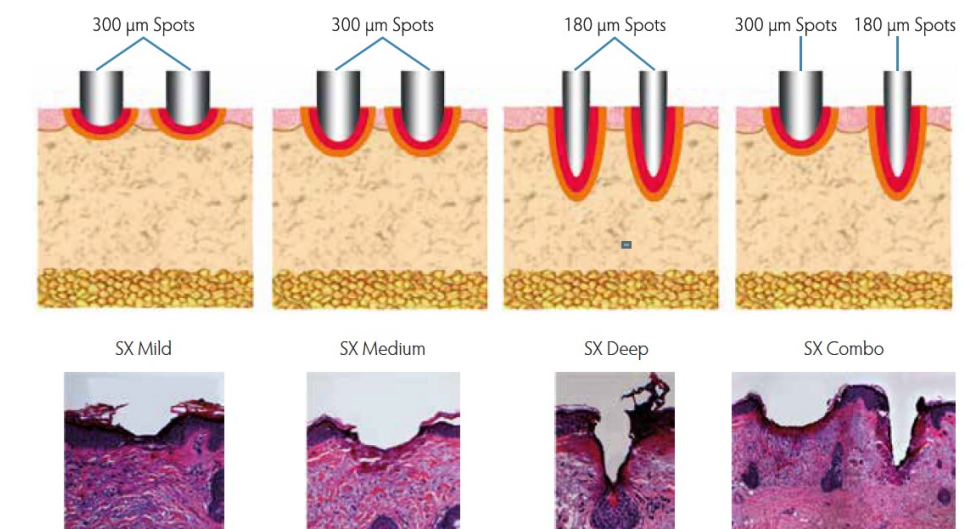 300 µm Spots
300 µm Spots
180 µm Spots
300 µm Spots 180 µm Spots
SX Mild
SX Medium
SX Deep
SX Combo